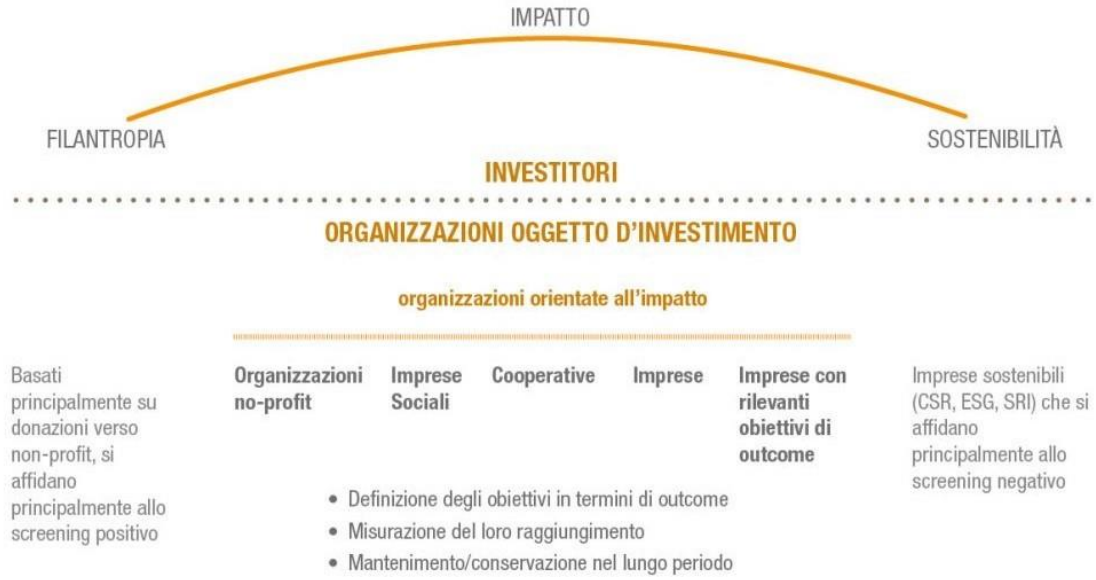 IMPATTO
FILANTROPIA
SOSTENIBILITÀ
INVESTITORI
ORGANIZZAZIONI OGGETTO D'INVESTIMENTO
organizzazioni orientate all'impatto
Basati
principalmente su
donazioni verso
non-profit, si
affidano
principalmente allo
screening positivo
Organizzazioni
no-profit
Imprese
Sociali
Cooperative
Imprese
Imprese con
rilevanti
obiettivi di
outcome
Imprese sostenibili
(CSR, ESG, SRI) che si
affidano
principalmente allo
screening negativo
• Definizione degli obiettivi in termini di outcome
• Misurazione del loro raggiungimento
• Mantenimento/conservazione nel lungo periodo